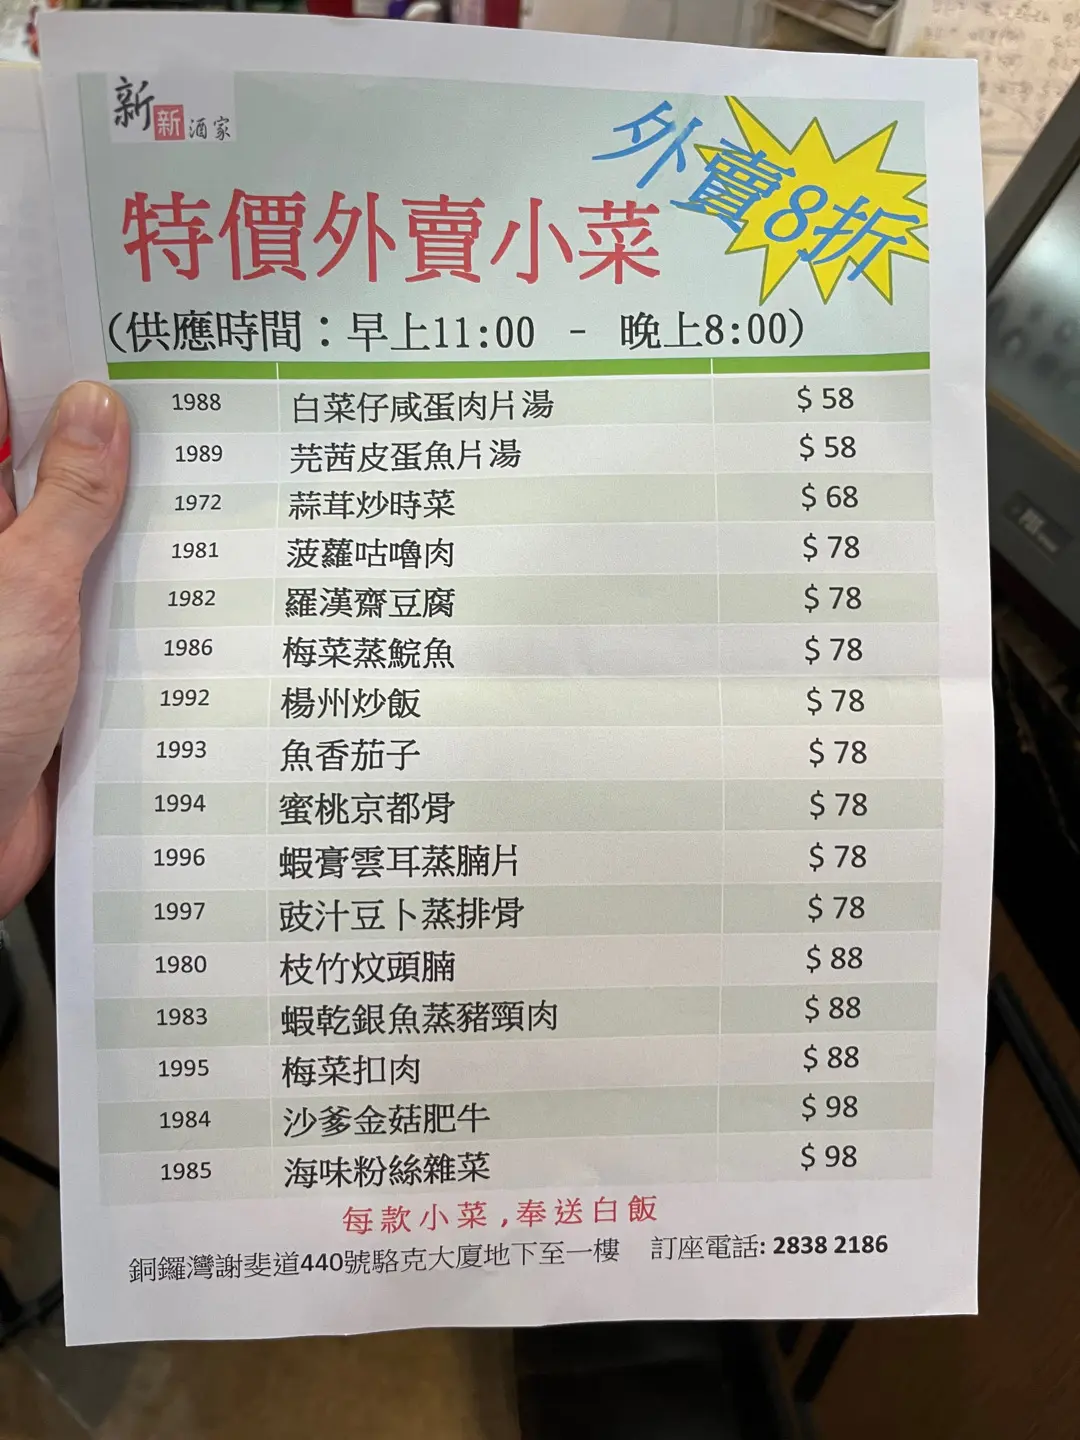 新新酒家
外賣8折
特價外賣小菜
(供應時間：早上11:00 - 晚上8:00)
1988 白菜仔咸蛋肉片湯 $ 58
1989 芫茜皮蛋魚片湯 $ 58
1972 蒜茸炒時菜 $ 68
1981 菠蘿咕嚕肉 $ 78
1982 羅漢齋豆腐 $ 78
1986 梅菜蒸鯇魚 $ 78
1992 楊州炒飯 $ 78
1993 魚香茄子 $ 78
1994 蜜桃京都骨 $ 78
1996 蝦膏雲耳蒸腩片 $ 78
1997 豉汁豆卜蒸排骨 $ 78
1980 枝竹炆頭腩 $ 88
1983 蝦乾銀魚蒸豬頸肉 $ 88
1995 梅菜扣肉 $ 88
1984 沙爹金菇肥牛 $ 98
1985 海味粉絲雜菜 $ 98
每款小菜,奉送白飯
銅鑼灣謝斐道440號駱克大廈地下至一樓 訂座電話: 2838 2186